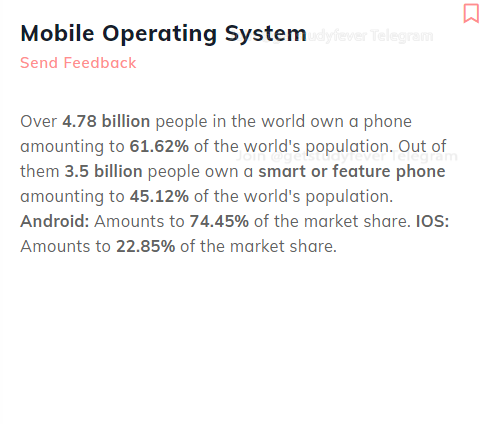 Mobile Operating System
Send Feedback
Over 4.78 billion people in the world own a phone
amounting to 61.62% of the world's population. Out of
them 3.5 billion people own a smart or feature phone
amounting to 45.12% of the world's population.
Android: Amounts to 74.45% of the market share. IOS:
Amounts to 22.85% of the market share.
Join @getstudyfever Telegram